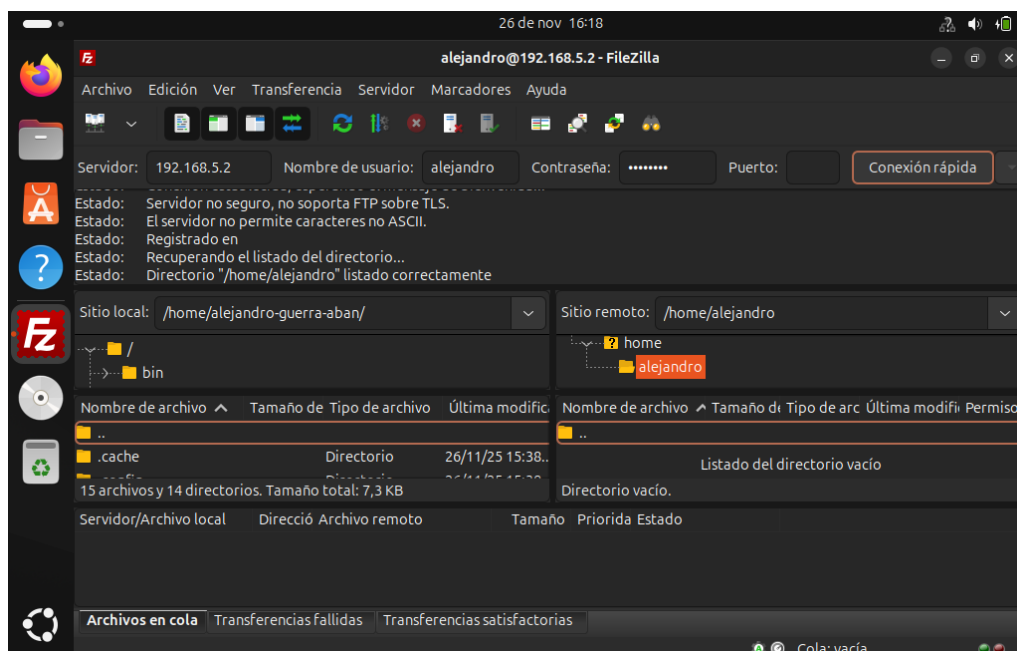 26 de nov 16:18
alejandro@192.168.5.2 - FileZilla
Archivo Edición Ver Transferencia Servidor Marcadores Ayuda
Servidor: 192.168.5.2 Nombre de usuario: alejandro Contraseña: •••••••• Puerto: Conexión rápida
Estado: Servidor no seguro, no soporta FTP sobre TLS.
Estado: El servidor no permite caracteres no ASCII.
Estado: Registrado en
Estado: Recuperando el listado del directorio...
Estado: Directorio "/home/alejandro" listado correctamente
Sitio local: /home/alejandro-guerra-aban/
/
bin
Sitio remoto: /home/alejandro
home
alejandro
Nombre de archivo Tamaño de Tipo de archivo Última modific
..
.cache Directorio 26/11/25 15:38..
15 archivos y 14 directorios. Tamaño total: 7,3 KB
Nombre de archivo Tamaño de Tipo de arc Última modifi Permiso
..
Listado del directorio vacío
Directorio vacío.
Servidor/Archivo local Direcció Archivo remoto Tamaño Priorida Estado
Archivos en cola Transferencias fallidas Transferencias satisfactorias
Cola: vacía